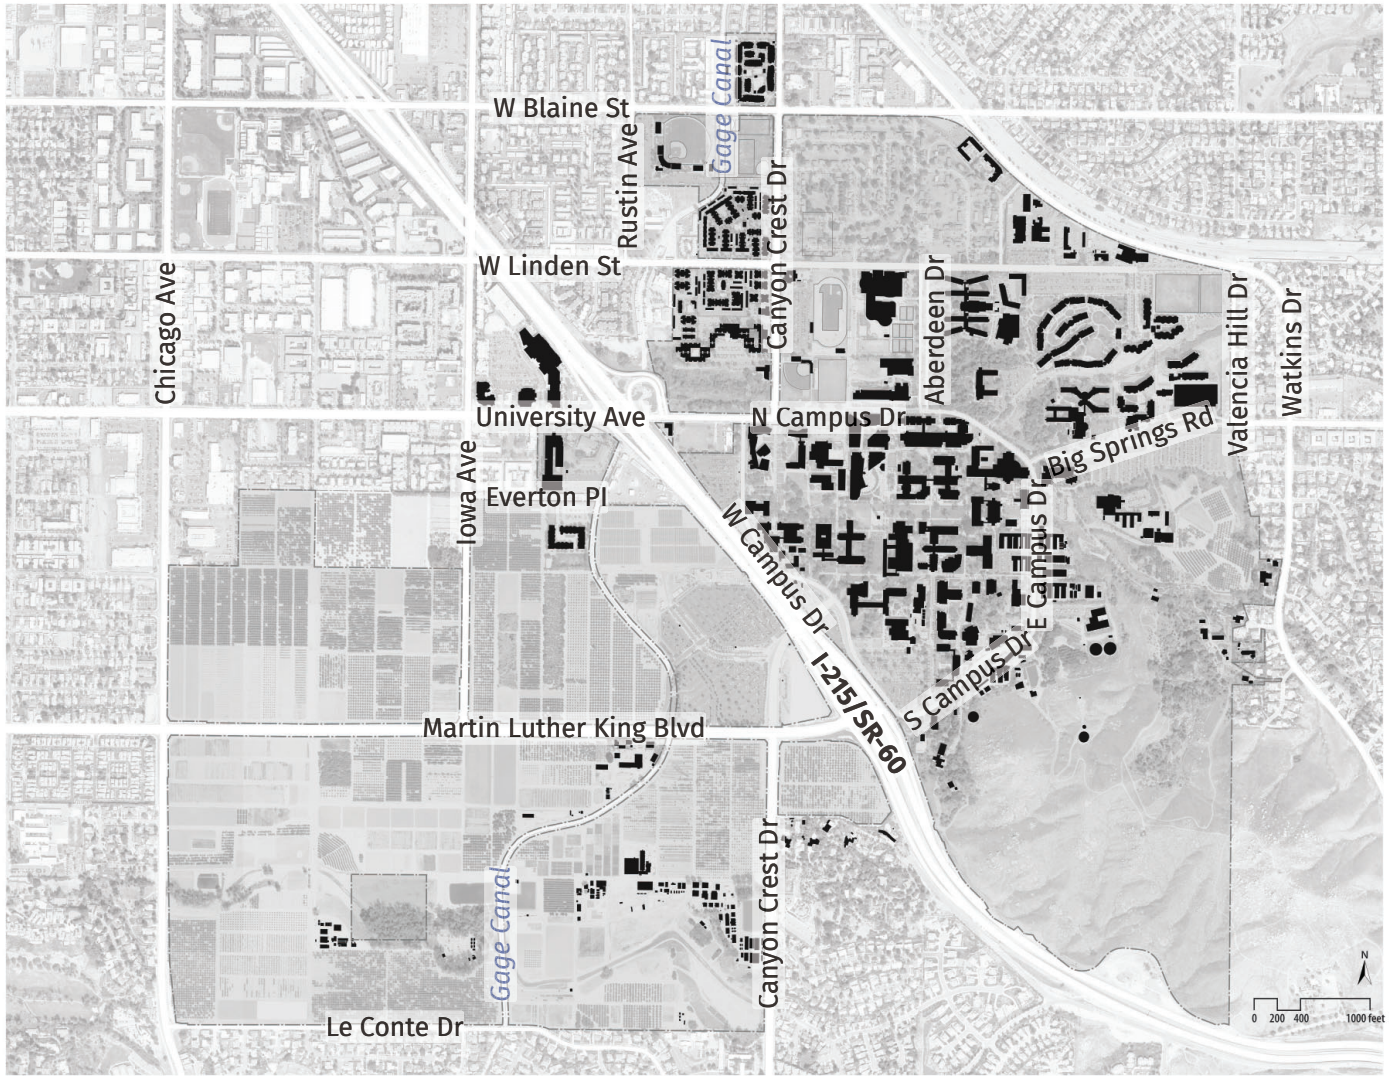 Gage Canal
W Blaine St
Rustin Ave
Canyon Crest Dr
W Linden St
Chicago Ave
Aberdeen Dr
Valencia Hill Dr
Watkins Dr
University Ave
N Campus Dr
Big Springs Rd
Iowa Ave
Everton Pl
W Campus Dr
E Campus Dr
S Campus Dr
I-215/SR-60
Martin Luther King Blvd
Canyon Crest Dr
Gage Canal
Le Conte Dr
N
0 200 400 1000 feet